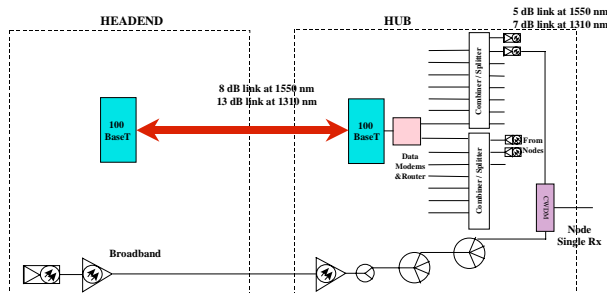 HEADEND
HUB
5 dB link at 1550 nm
7 dB link at 1310 nm
8 dB link at 1550 nm
13 dB link at 1310 nm
100
BaseT
100
BaseT
Data
Modems
&Router
Combiner / Splitter
Combiner / Splitter
From
Nodes
CWDM
Node
Single Rx
Broadband